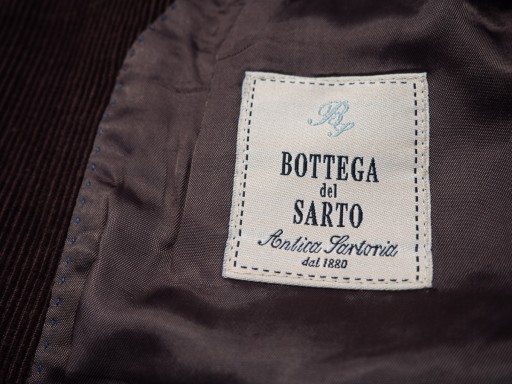 BS
BOTTEGA
del
SARTO
Antica Sartoria
dal 1880